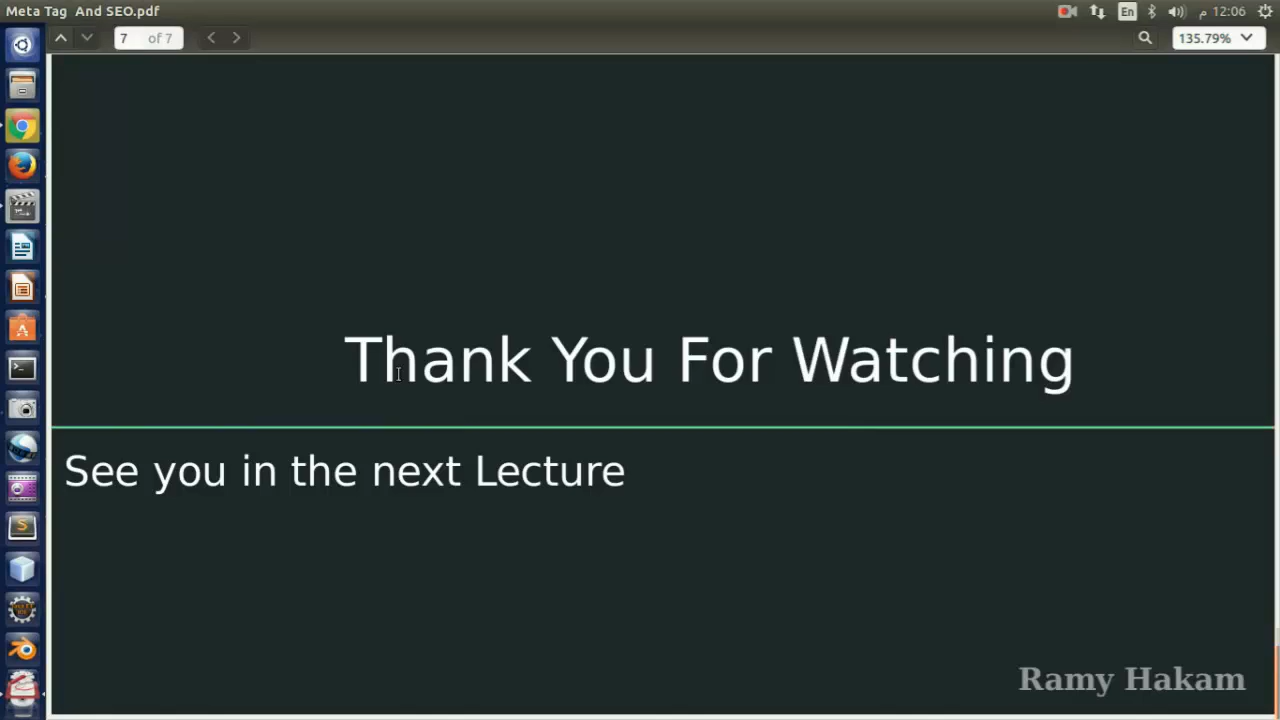 Meta Tag And SEO.pdf
En
م 12:06
7 of 7
135.79%
Thank You For Watching
See you in the next Lecture
Ramy Hakam